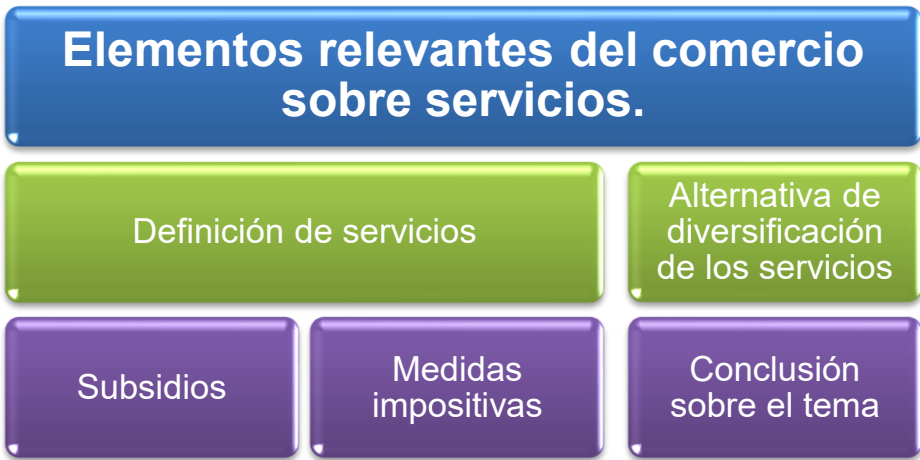 Elementos relevantes del comercio
sobre servicios.
Definición de servicios
Alternativa de
diversificación
de los servicios
Subsidios
Medidas
impositivas
Conclusión
sobre el tema